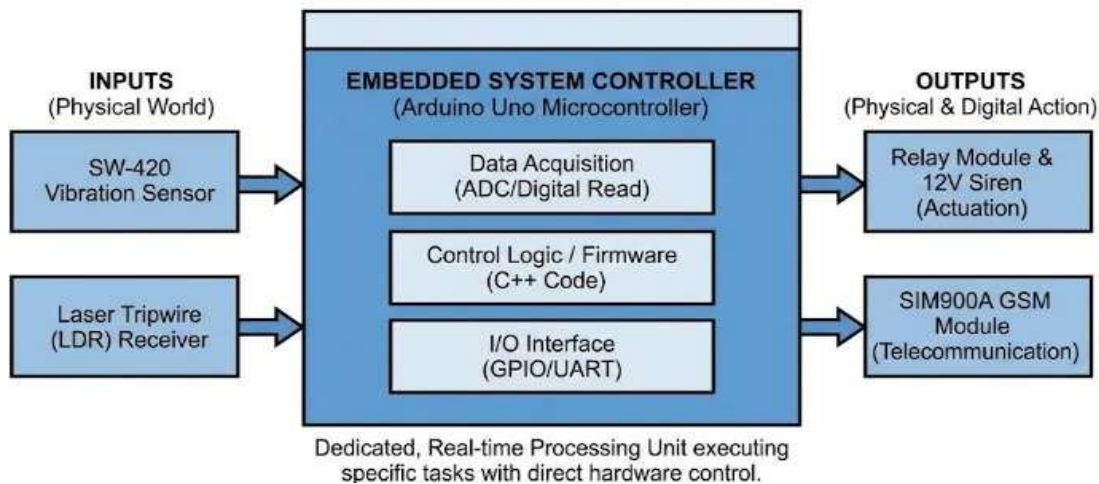 INPUTS
(Physical World)
SW-420
Vibration Sensor
Laser Tripwire
(LDR) Receiver
EMBEDDED SYSTEM CONTROLLER
(Arduino Uno Microcontroller)
Data Acquisition
(ADC/Digital Read)
Control Logic / Firmware
(C++ Code)
I/O Interface
(GPIO/UART)
Dedicated, Real-time Processing Unit executing
specific tasks with direct hardware control.
OUTPUTS
(Physical & Digital Action)
Relay Module &
12V Siren
(Actuation)
SIM900A GSM
Module
(Telecommunication)